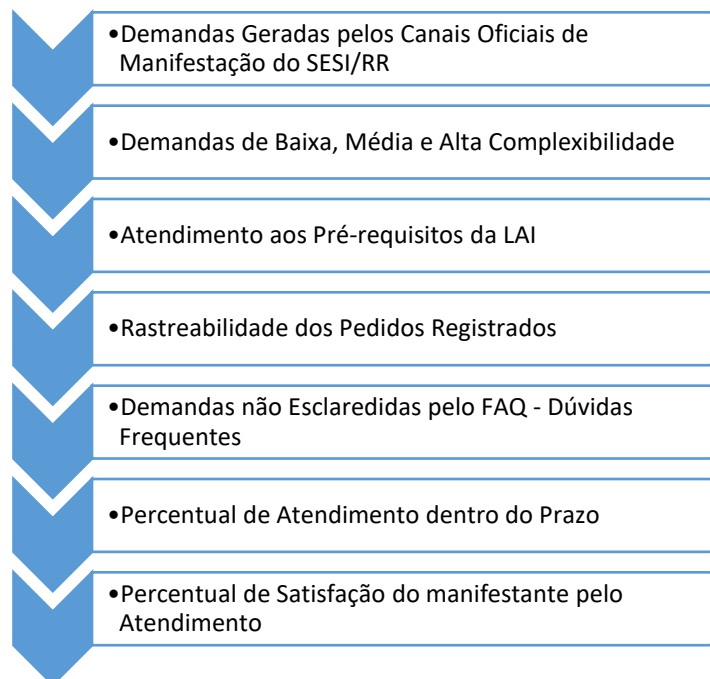 •Demandas Geradas pelos Canais Oficiais de
Manifestação do SESI/RR
•Demandas de Baixa, Média e Alta Complexibilidade
•Atendimento aos Pré-requisitos da LAI
•Rastreabilidade dos Pedidos Registrados
•Demandas não Esclaredidas pelo FAQ - Dúvidas
Frequentes
•Percentual de Atendimento dentro do Prazo
•Percentual de Satisfação do manifestante pelo
Atendimento